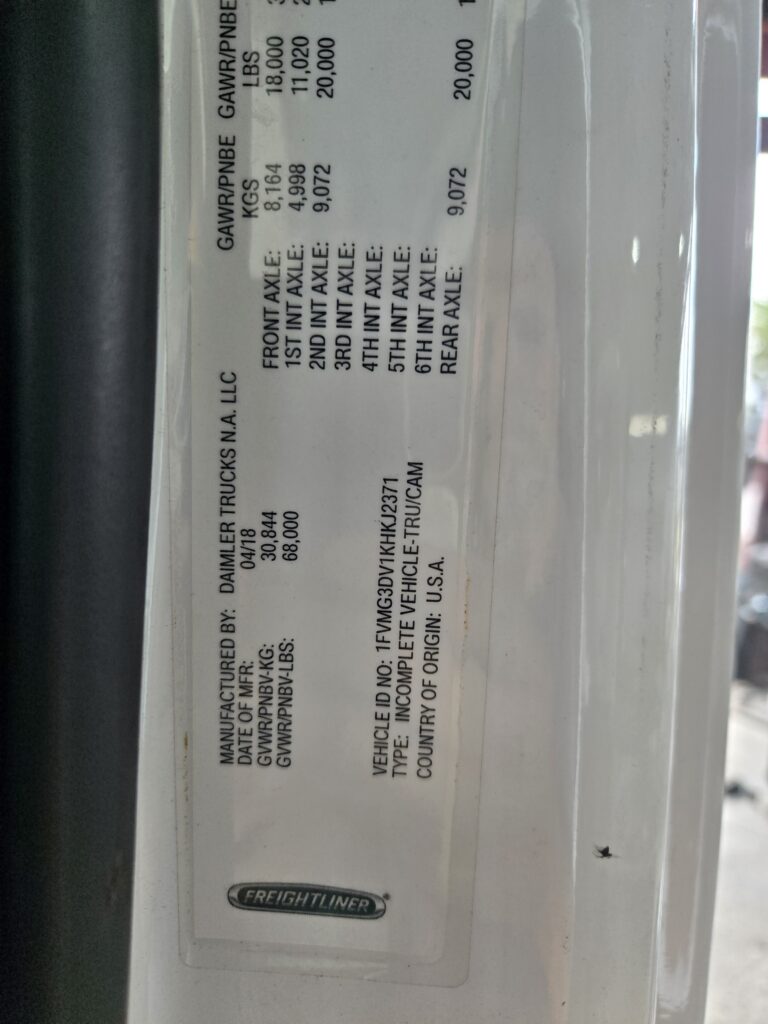 FREIGHTLINER®
MANUFACTURED BY: DAIMLER TRUCKS N.A. LLC
DATE OF MFR: 04/18
GVWR/PNBV-KG: 30,844
GVWR/PNBV-LBS: 68,000
VEHICLE ID NO: 1FVMG3DV1KHKJ2371
TYPE: INCOMPLETE VEHICLE-TRU/CAM
COUNTRY OF ORIGIN: U.S.A.
GAWR/PNBE GAWR/PNBE
KGS LBS
FRONT AXLE: 8,164 18,000
1ST INT AXLE: 4,998 11,020
2ND INT AXLE: 9,072 20,000
3RD INT AXLE:
4TH INT AXLE:
5TH INT AXLE:
6TH INT AXLE:
REAR AXLE: 9,072 20,000